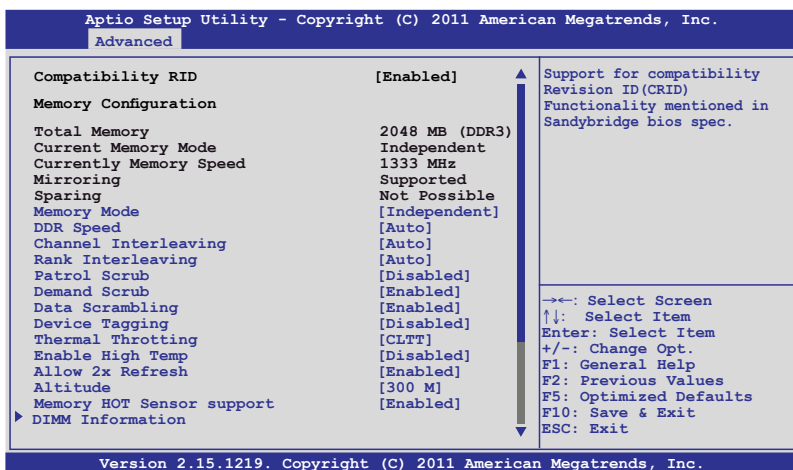 Aptio Setup Utility - Copyright (C) 2011 American Megatrends, Inc.
Advanced
Compatibility RID [Enabled]
Memory Configuration
Total Memory 2048 MB (DDR3)
Current Memory Mode Independent
Currently Memory Speed 1333 MHz
Mirroring Supported
Sparing Not Possible
Memory Mode [Independent]
DDR Speed [Auto]
Channel Interleaving [Auto]
Rank Interleaving [Auto]
Patrol Scrub [Disabled]
Demand Scrub [Enabled]
Data Scrambling [Enabled]
Device Tagging [Disabled]
Thermal Throtting [CLTT]
Enable High Temp [Disabled]
Allow 2x Refresh [Enabled]
Altitude [300 M]
Memory HOT Sensor support [Enabled]
DIMM Information
Support for compatibility
Revision ID(CRID)
Functionality mentioned in
Sandybridge bios spec.
→←: Select Screen
↑↓: Select Item
Enter: Select Item
+/-: Change Opt.
F1: General Help
F2: Previous Values
F5: Optimized Defaults
F10: Save & Exit
ESC: Exit
Version 2.15.1219. Copyright (C) 2011 American Megatrends, Inc.